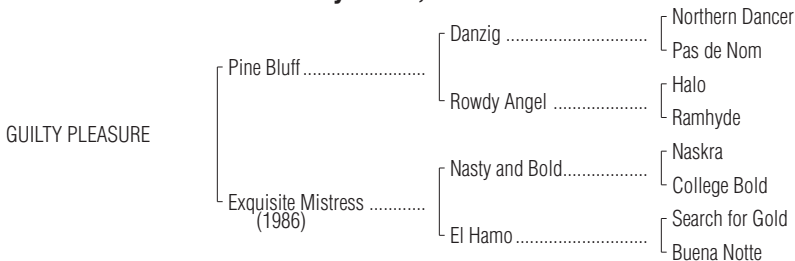 Northern Dancer
Danzig ..............................
Pas de Nom
Pine Bluff..........................
Halo
Rowdy Angel ....................
Ramhyde
GUILTY PLEASURE
Naskra
Nasty and Bold..................
College Bold
Exquisite Mistress ............
(1986)
Search for Gold
El Hamo............................
Buena Notte